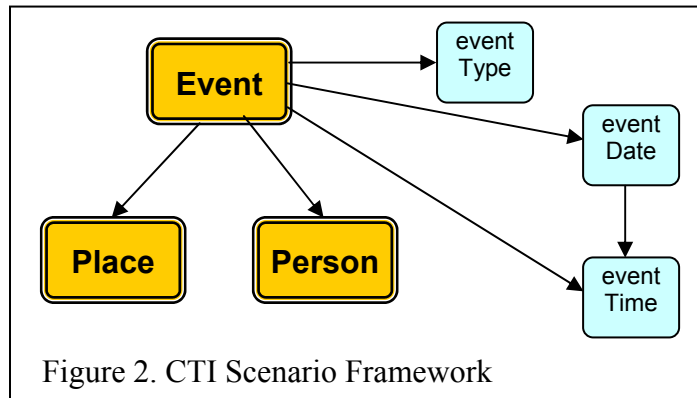 event
Type
Event
event
Date
Place
Person
event
Time
Figure 2. CTI Scenario Framework